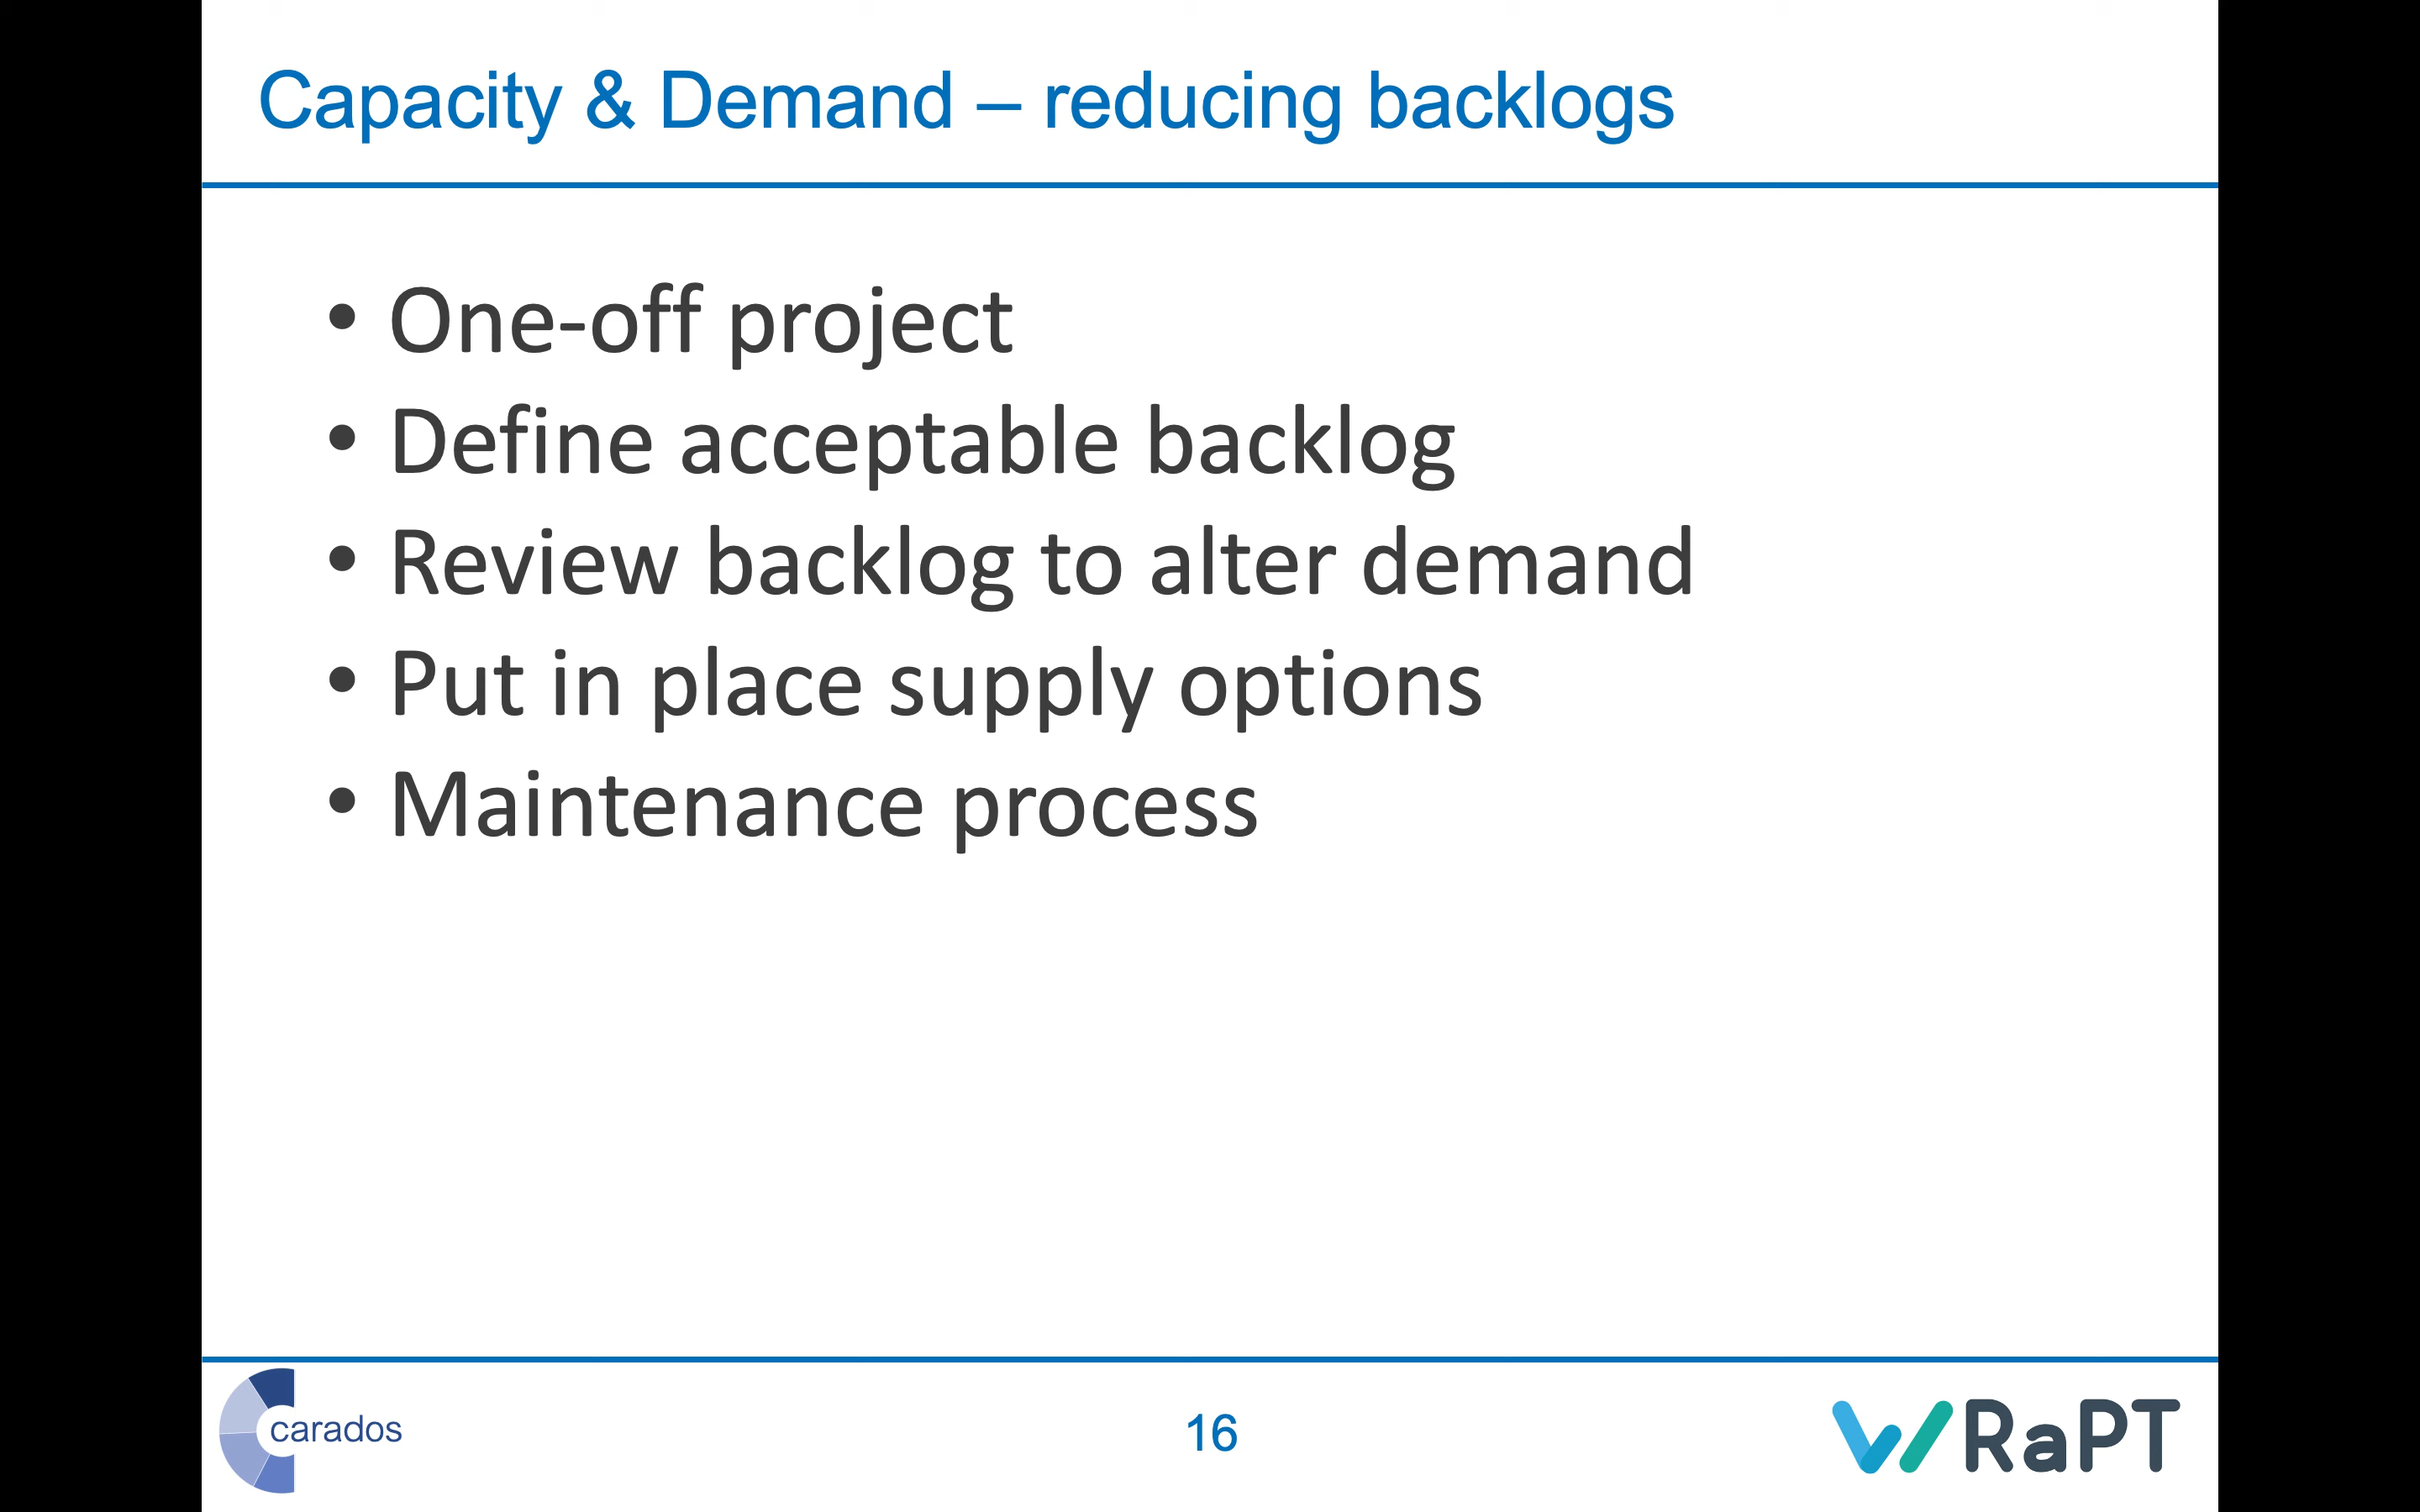 Capacity & Demand – reducing backlogs
• One-off project
• Define acceptable backlog
• Review backlog to alter demand
• Put in place supply options
• Maintenance process
carados
16
WRaPT